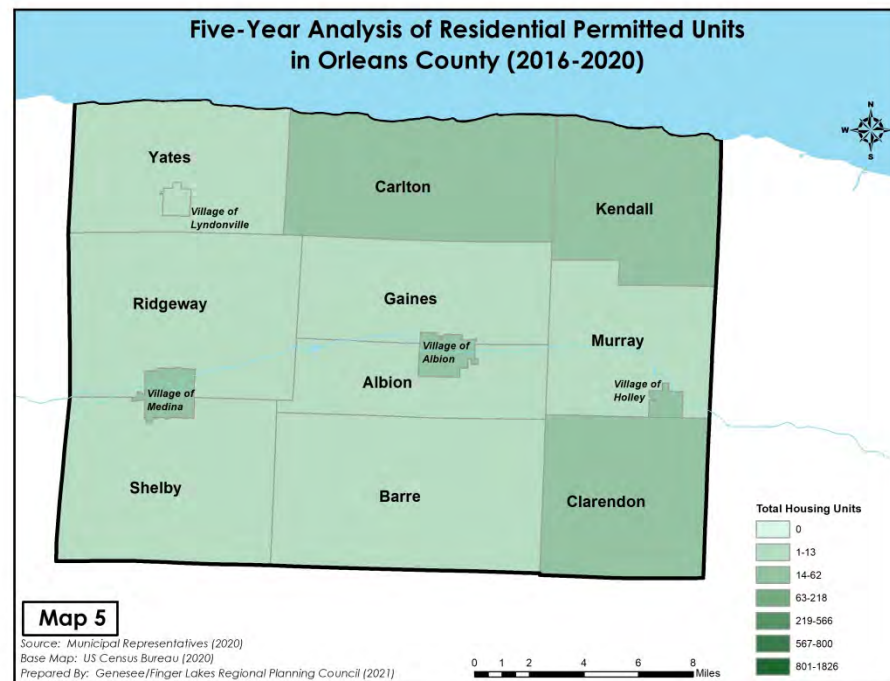 Five-Year Analysis of Residential Permitted Units
in Orleans County (2016-2020)
N
W
E
S
Yates
Carlton
Kendall
Village of
Lyndonville
Ridgeway
Gaines
Murray
Village of
Albion
Albion
Village of
Medina
Village of
Holley
Shelby
Barre
Clarendon
Total Housing Units
0
1-13
14-62
63-218
219-566
567-800
801-1826
Map 5
Source: Municipal Representatives (2020)
Base Map: US Census Bureau (2020)
Prepared By: Genesee/Finger Lakes Regional Planning Council (2021)
0 1 2 4 6 8
Miles